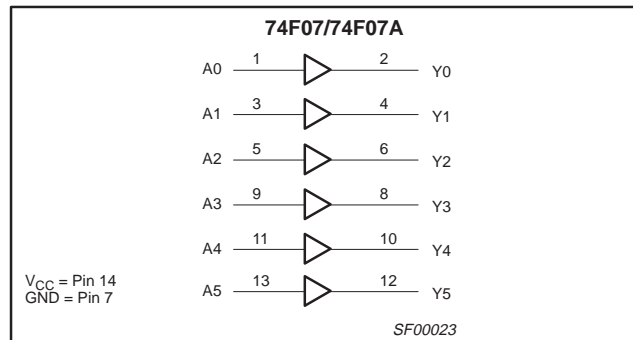 74F07/74F07A
A0 1 2 Y0
A1 3 4 Y1
A2 5 6 Y2
A3 9 8 Y3
A4 11 10 Y4
A5 13 12 Y5
VCC = Pin 14
GND = Pin 7
SF00023